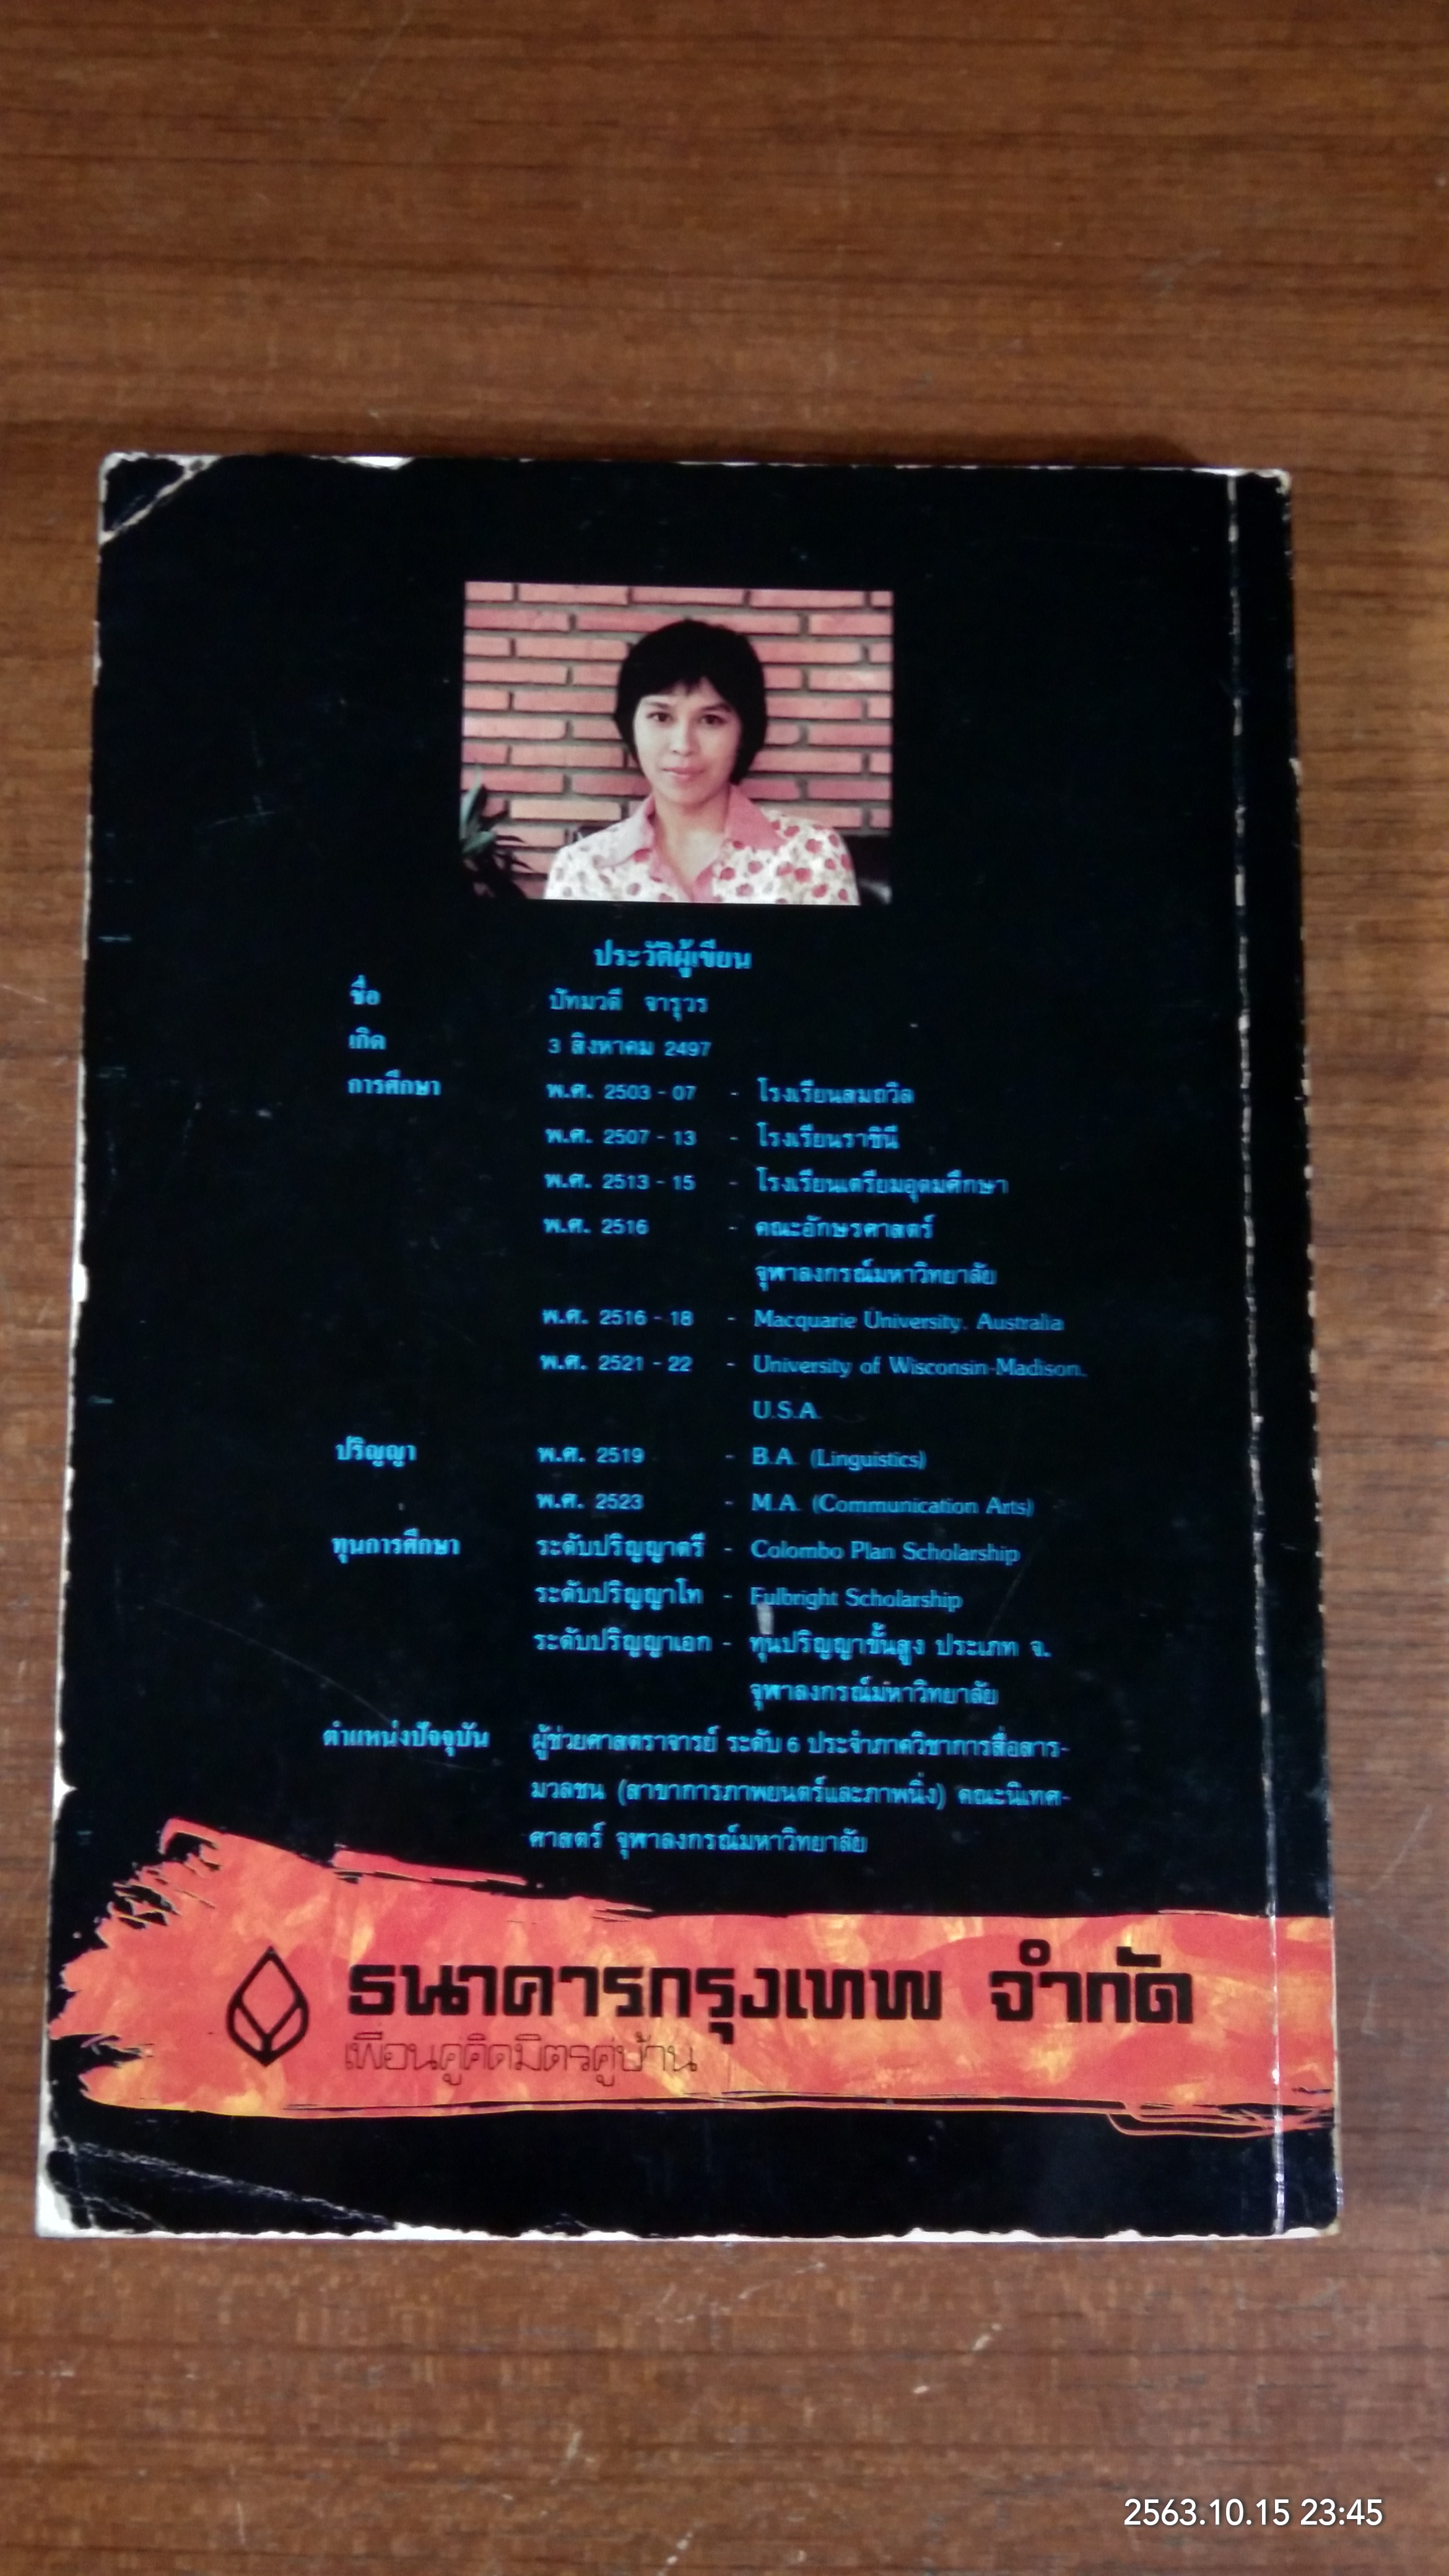 ประวัติผู้เขียน
ชื่อ ปัทมวดี จารุวร
เกิด 3 สิงหาคม 2497
การศึกษา พ.ศ. 2503 - 07 - โรงเรียนสมถวิล
พ.ศ. 2507 - 13 - โรงเรียนราชินี
พ.ศ. 2513 - 15 - โรงเรียนเตรียมอุดมศึกษา
พ.ศ. 2516 - คณะอักษรศาสตร์
จุฬาลงกรณ์มหาวิทยาลัย
พ.ศ. 2516 - 18 - Macquarie University, Australia
พ.ศ. 2521 - 22 - University of Wisconsin-Madison,
U.S.A.
ปริญญา พ.ศ. 2519 - B.A. (Linguistics)
พ.ศ. 2523 - M.A. (Communication Arts)
ทุนการศึกษา ระดับปริญญาตรี - Colombo Plan Scholarship
ระดับปริญญาโท - Fulbright Scholarship
ระดับปริญญาเอก - ทุนปริญญาขั้นสูง ประเภท จ.
จุฬาลงกรณ์มหาวิทยาลัย
ตำแหน่งปัจจุบัน ผู้ช่วยศาสตราจารย์ ระดับ 6 ประจำภาควิชาการสื่อสาร-
มวลชน (สาขาการภาพยนตร์และภาพนิ่ง) คณะนิเทศ-
ศาสตร์ จุฬาลงกรณ์มหาวิทยาลัย
ธนาคารกรุงเทพ จำกัด
เพื่อนคู่คิดมิตรคู่บ้าน
2563.10.15 23:45